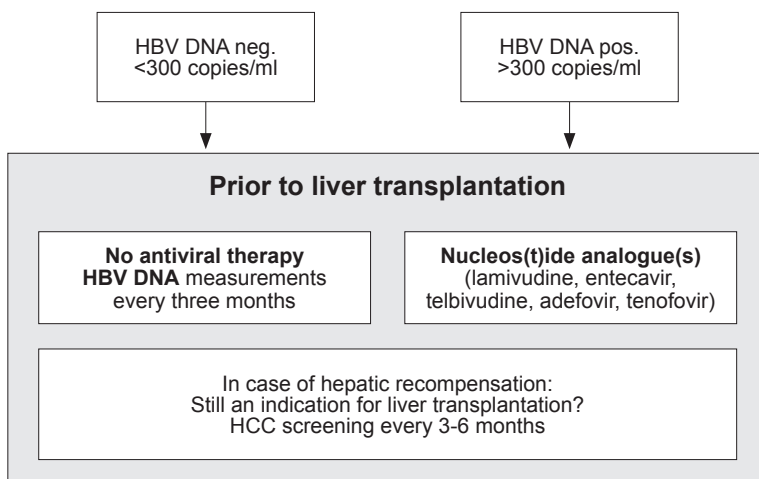 HBV DNA neg.
<300 copies/ml
HBV DNA pos.
>300 copies/ml
Prior to liver transplantation
No antiviral therapy
HBV DNA measurements
every three months
Nucleos(t)ide analogue(s)
(lamivudine, entecavir,
telbivudine, adefovir, tenofovir)
In case of hepatic recompensation:
Still an indication for liver transplantation?
HCC screening every 3-6 months